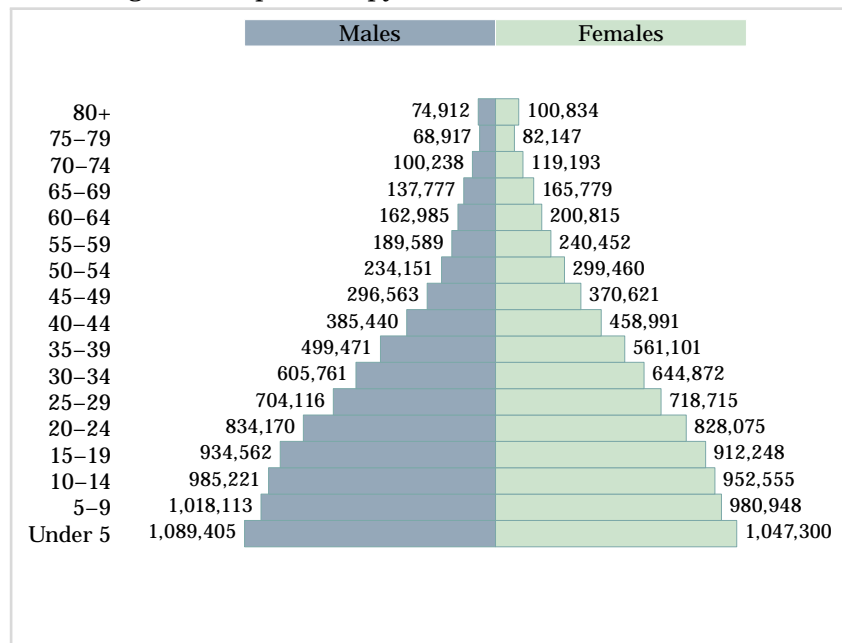 Males Females
80+ 74,912 100,834
75–79 68,917 82,147
70–74 100,238 119,193
65–69 137,777 165,779
60–64 162,985 200,815
55–59 189,589 240,452
50–54 234,151 299,460
45–49 296,563 370,621
40–44 385,440 458,991
35–39 499,471 561,101
30–34 605,761 644,872
25–29 704,116 718,715
20–24 834,170 828,075
15–19 934,562 912,248
10–14 985,221 952,555
5–9 1,018,113 980,948
Under 5 1,089,405 1,047,300